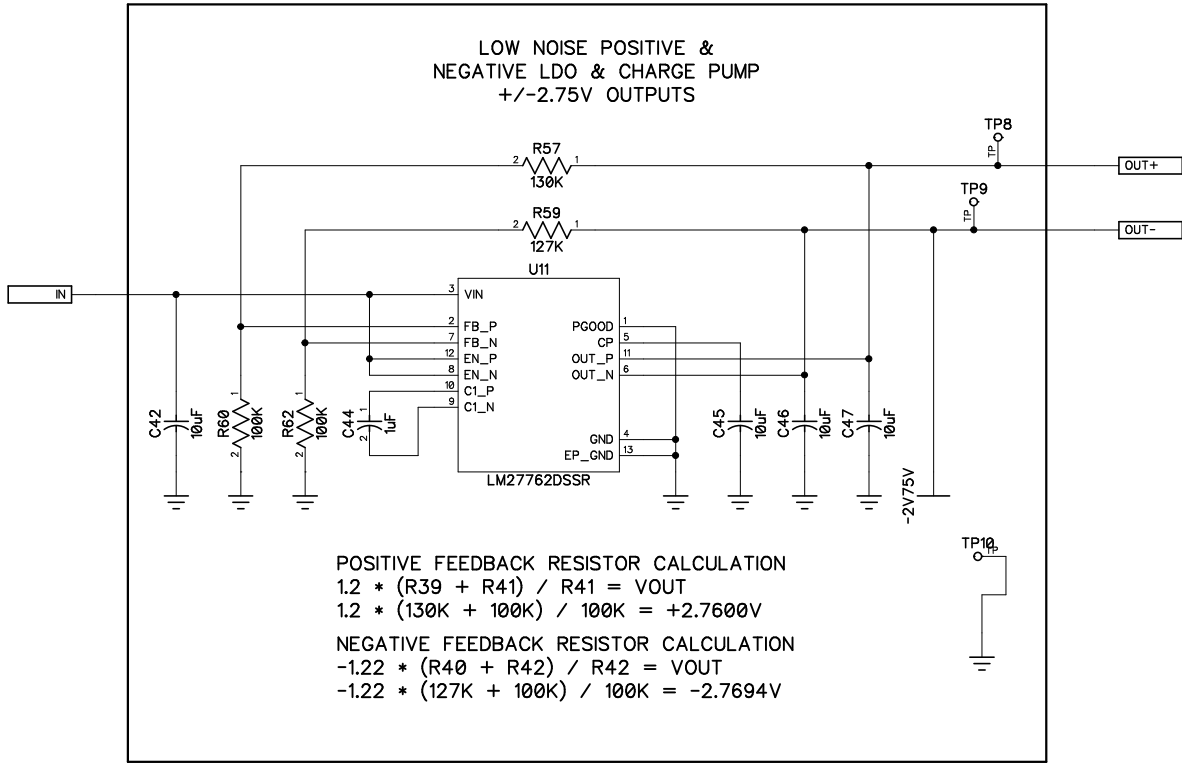 LOW NOISE POSITIVE &
NEGATIVE LDO & CHARGE PUMP
+/-2.75V OUTPUTS
TP8
TP
R57
2
1
130K
OUT+
TP9
TP
R59
2
1
127K
OUT-
U11
IN
3
VIN
2
FB_P
7
FB_N
12
EN_P
8
EN_N
10
C1_P
9
C1_N
PGOOD
1
CP
5
OUT_P
11
OUT_N
6
GND
4
EP_GND
13
LM27762DSSR
C42
10uF
R60
1
2
100K
R62
1
2
100K
C44
1
2
1uF
C45
10uF
C46
10uF
C47
10uF
-2V75V
TP10
TP
POSITIVE FEEDBACK RESISTOR CALCULATION
1.2 * (R39 + R41) / R41 = VOUT
1.2 * (130K + 100K) / 100K = +2.7600V
NEGATIVE FEEDBACK RESISTOR CALCULATION
-1.22 * (R40 + R42) / R42 = VOUT
-1.22 * (127K + 100K) / 100K = -2.7694V